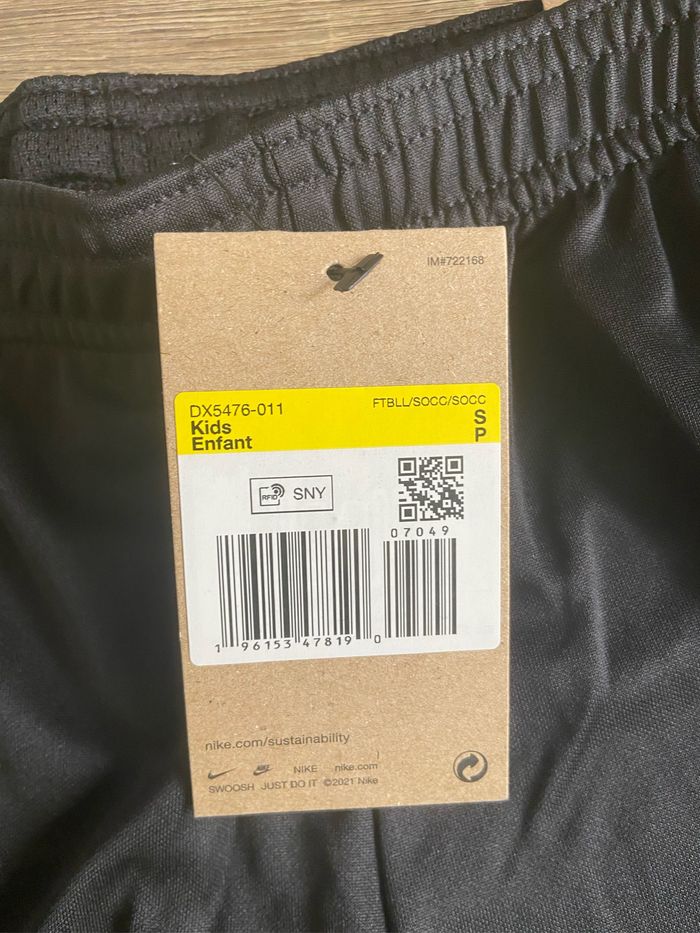 IM#722168
DX5476-011 FTBLL/SOCC/SOCC
Kids S
Enfant P
RFID SNY
07049
1 96153 47819 0
nike.com/sustainability
NIKE nike.com
SWOOSH JUST DO IT ©2021 Nike